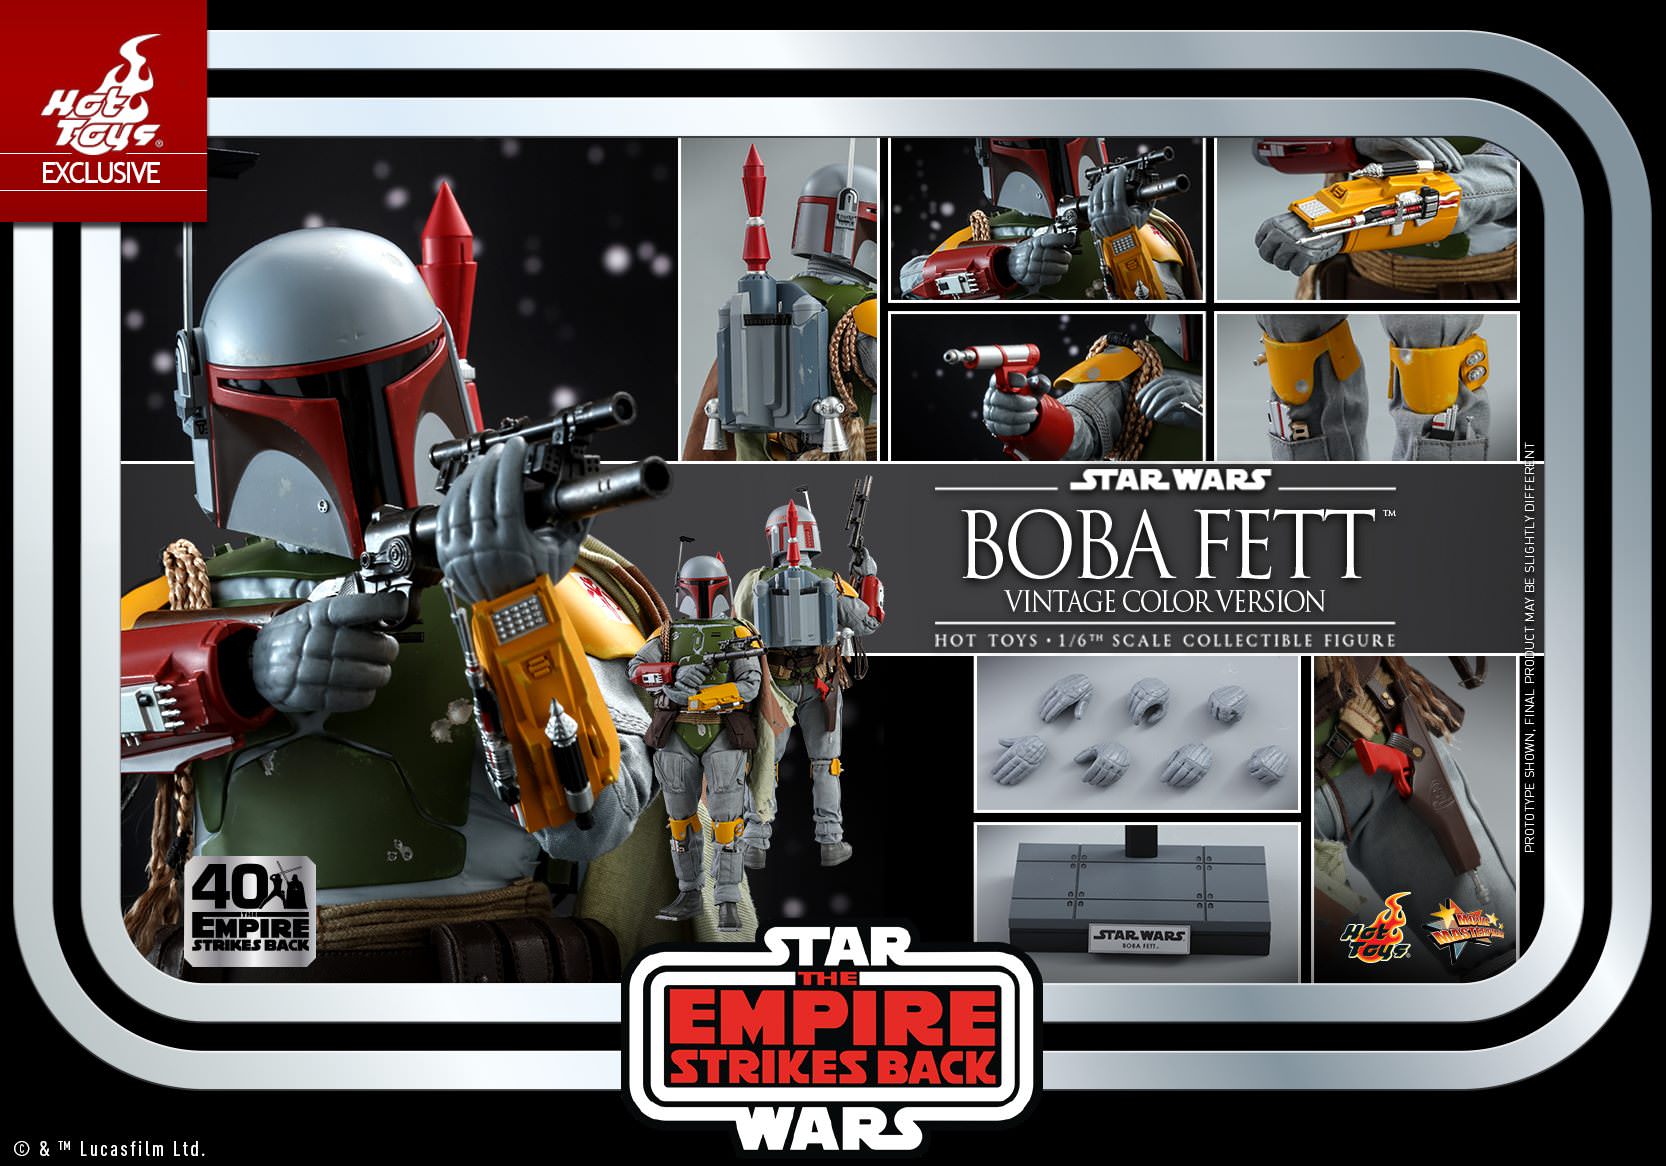 Hot
Toys®
EXCLUSIVE
STAR WARS
BOBA FETT™
VINTAGE COLOR VERSION
HOT TOYS • 1/6TH SCALE COLLECTIBLE FIGURE
PROTOTYPE SHOWN, FINAL PRODUCT MAY BE SLIGHTLY DIFFERENT
STAR WARS
BOBA FETT™
40
THE
EMPIRE
STRIKES BACK
Hot
Toys®
MOVIE
MASTERPIECE
STAR
THE
EMPIRE
STRIKES BACK
WARS
© & ™ Lucasfilm Ltd.